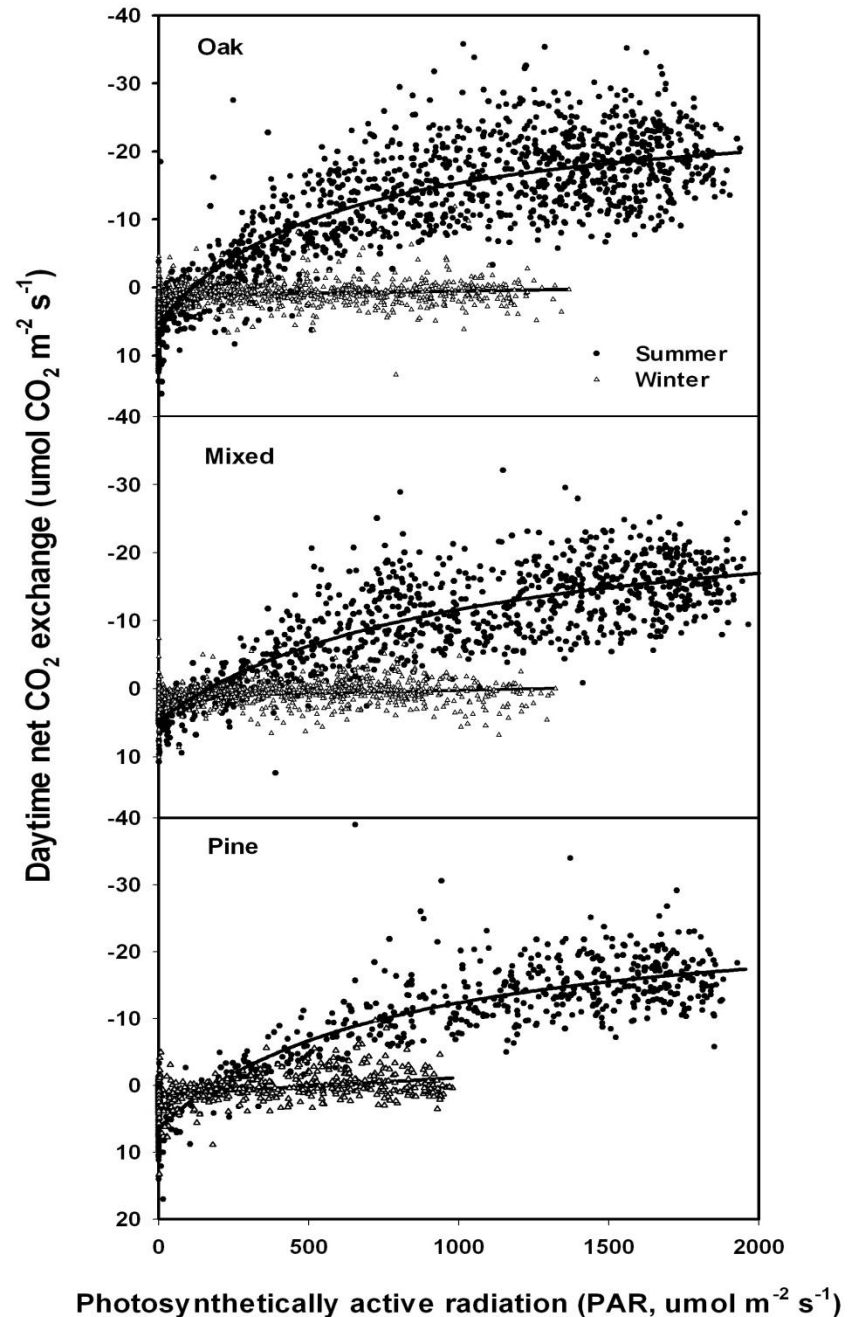 Daytime net CO₂ exchange (umol CO₂ m⁻² s⁻¹)
-40
Oak
-30
-20
-10
0
10
Summer
Winter
-40
Mixed
-30
-20
-10
0
10
-40
Pine
-30
-20
-10
0
10
20
0 500 1000 1500 2000
Photosynthetically active radiation (PAR, umol m⁻² s⁻¹)